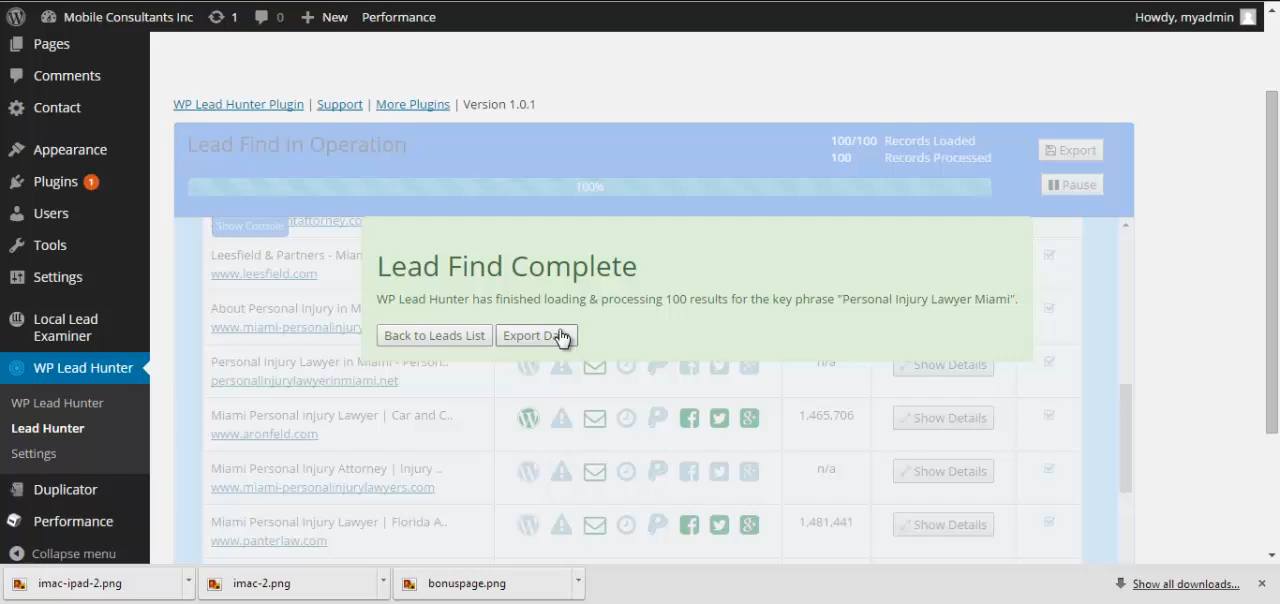 Mobile Consultants Inc 1 0 + New Performance Howdy, myadmin
Pages
Comments
Contact
Appearance
Plugins 1
Users
Tools
Settings
Local Lead
Examiner
WP Lead Hunter
WP Lead Hunter
Lead Hunter
Settings
Duplicator
Performance
Collapse menu
WP Lead Hunter Plugin | Support | More Plugins | Version 1.0.1
Lead Find in Operation
100/100 Records Loaded
100 Records Processed
Export
Pause
100%
Show Console
Lead Find Complete
WP Lead Hunter has finished loading & processing 100 results for the key phrase "Personal Injury Lawyer Miami".
Back to Leads List Export
Leesfield & Partners -
www.leesfield.com
About Personal Injury in
Personal Injury Lawyer in Miami - Person..
personalinjurylawyerinmiami.net
n/a Show Details
Miami Personal Injury Lawyer | Car and C..
www.aronfeld.com
1,465,706 Show Details
Miami Personal Injury Attorney | Injury ..
www.miami-personalinjurylawyers.com
n/a Show Details
Miami Personal Injury Lawyer | Florida A..
www.panterlaw.com
1,481,441 Show Details
imac-ipad-2.png imac-2.png bonuspage.png Show all downloads...